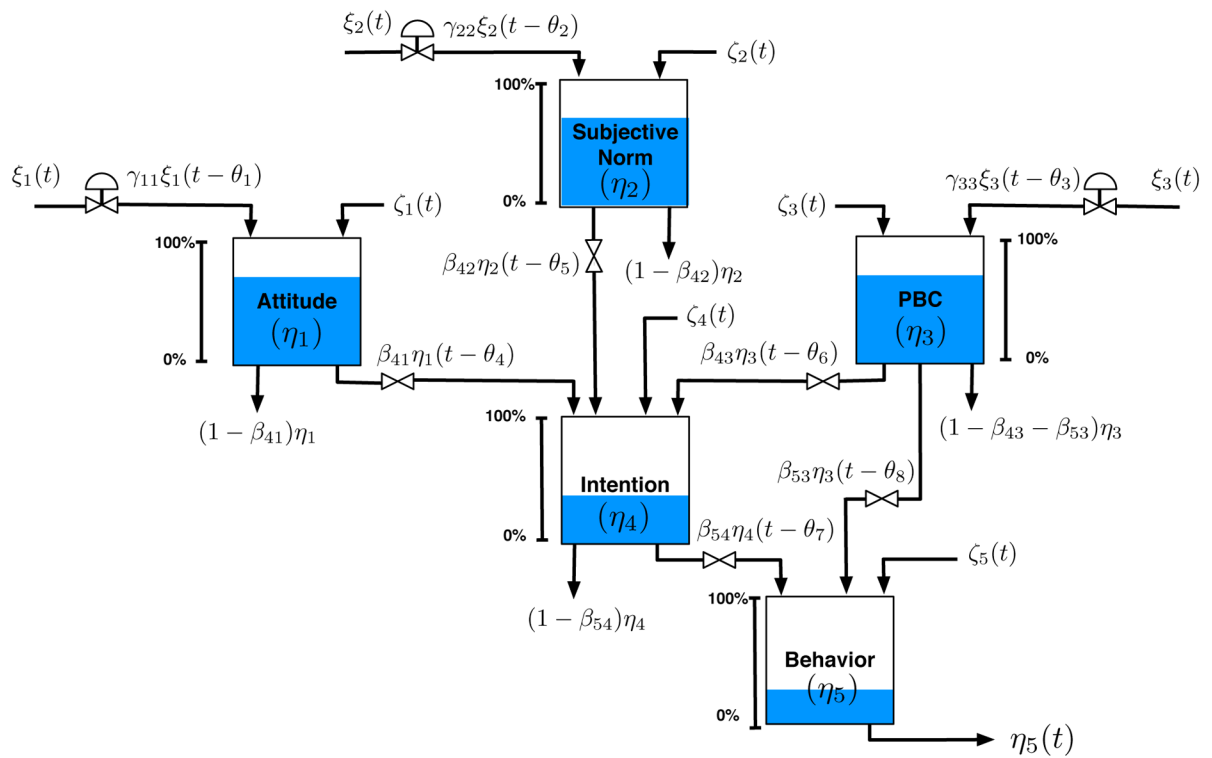 ξ₂(t)
γ₂₂ξ₂(t − θ₂)
ζ₂(t)
100%
Subjective
Norm
(η₂)
0%
ξ₁(t)
γ₁₁ξ₁(t − θ₁)
ζ₁(t)
ζ₃(t)
γ₃₃ξ₃(t − θ₃)
ξ₃(t)
100%
Attitude
(η₁)
0%
β₄₂η₂(t − θ₅)
(1 − β₄₂)η₂
100%
PBC
(η₃)
0%
ζ₄(t)
β₄₁η₁(t − θ₄)
β₄₃η₃(t − θ₆)
(1 − β₄₁)η₁
(1 − β₄₃ − β₅₃)η₃
100%
Intention
(η₄)
0%
β₅₃η₃(t − θ₈)
β₅₄η₄(t − θ₇)
ζ₅(t)
(1 − β₅₄)η₄
100%
Behavior
(η₅)
0%
η₅(t)